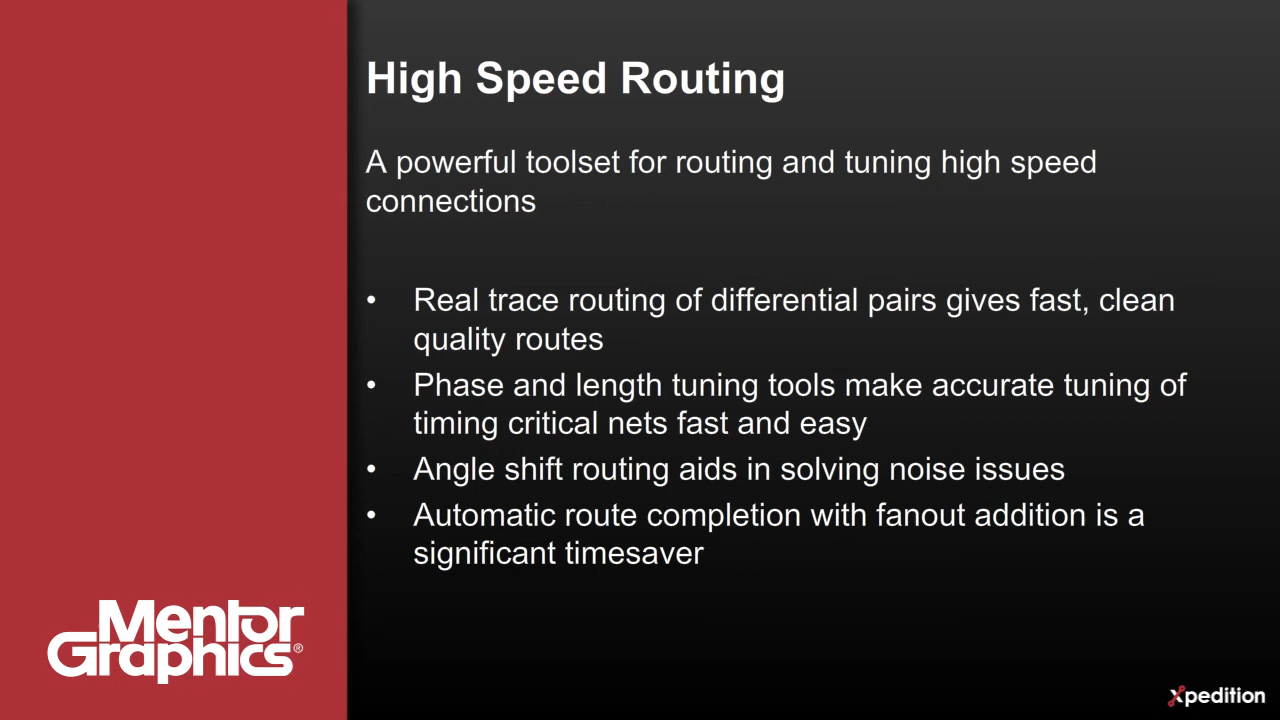 High Speed Routing
A powerful toolset for routing and tuning high speed
connections
• Real trace routing of differential pairs gives fast, clean
quality routes
• Phase and length tuning tools make accurate tuning of
timing critical nets fast and easy
• Angle shift routing aids in solving noise issues
• Automatic route completion with fanout addition is a
significant timesaver
Mentor
Graphics®
xpedition